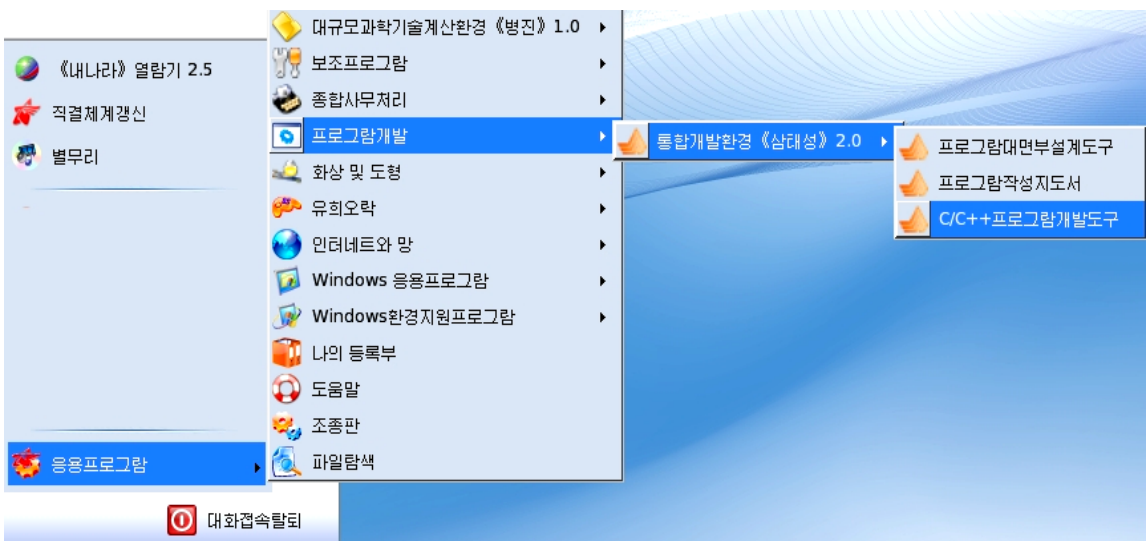 《내나라》 열람기 2.5
직결체계갱신
별무리
응용프로그람
대화접속탈퇴
대규모과학기술계산환경《병진》1.0
보조프로그람
종합사무처리
프로그람개발
화상 및 도형
유희오락
인터네트와 망
Windows 응용프로그람
Windows환경지원프로그람
나의 등록부
도움말
조종판
파일탐색
통합개발환경《삼태성》2.0
프로그람대면부설계도구
프로그람작성지도서
C/C++프로그람개발도구